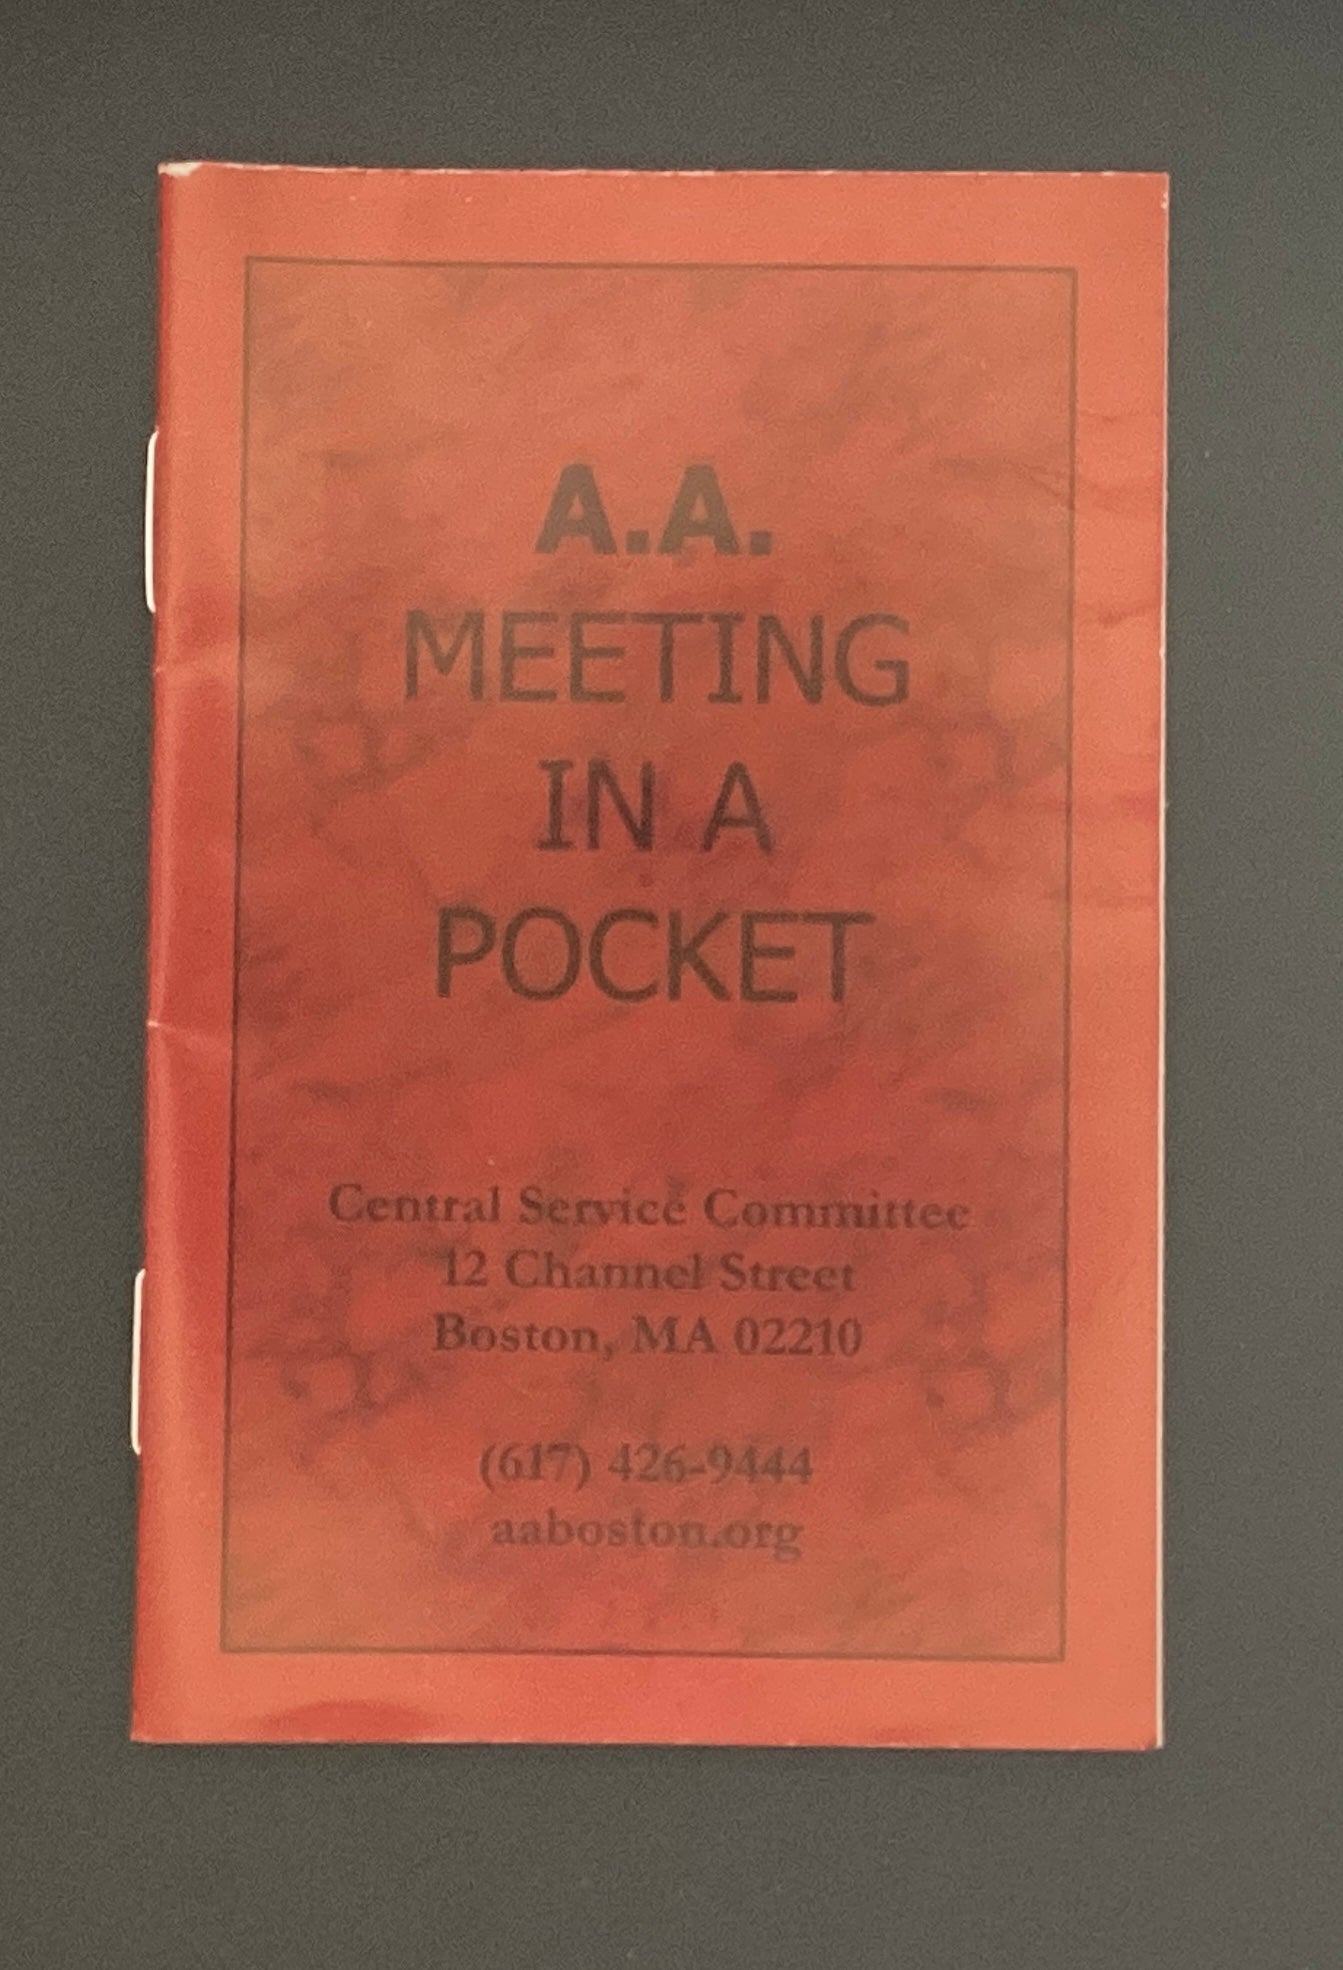 A.A.
MEETING
IN A
POCKET
Central Service Committee
12 Channel Street
Boston, MA 02210
(617) 426-9444
aaboston.org